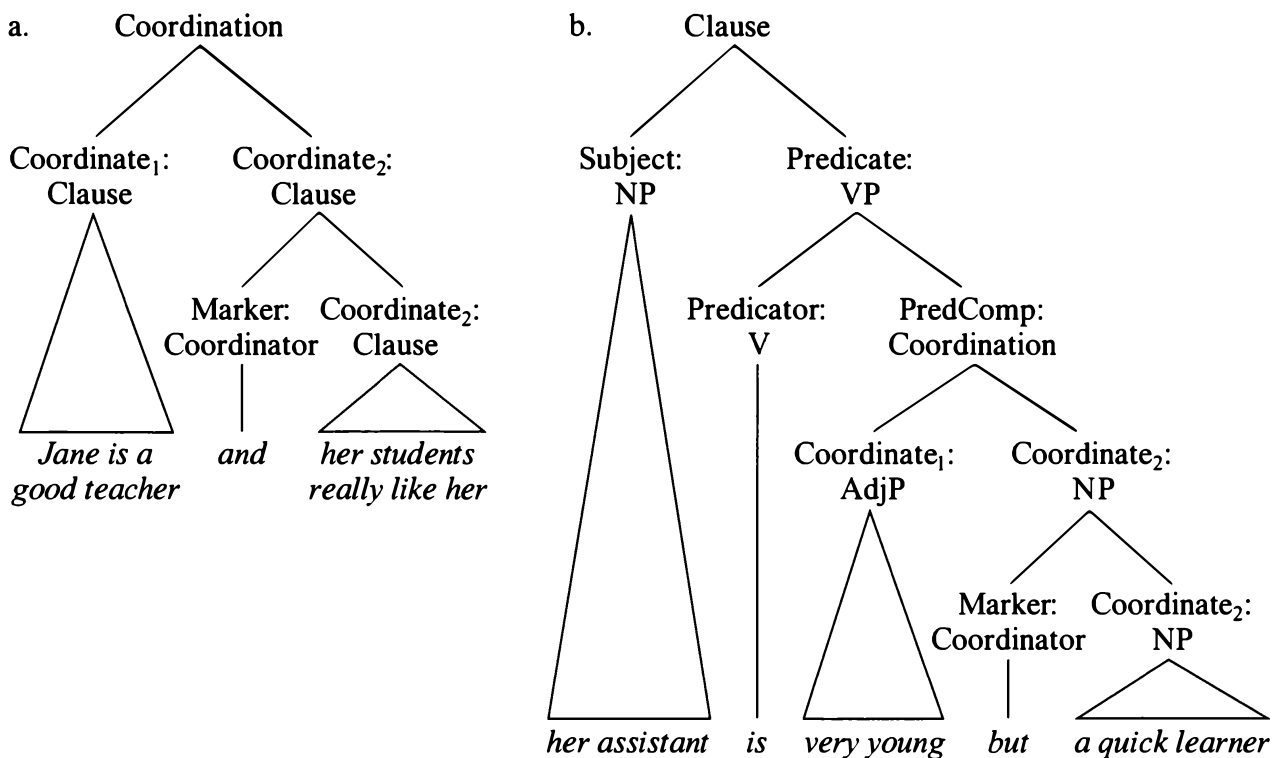 a. Coordination
Coordinate₁: Coordinate₂:
Clause Clause
Marker: Coordinate₂:
Coordinator Clause
Jane is a and her students
good teacher really like her
b. Clause
Subject: Predicate:
NP VP
Predicator: PredComp:
V Coordination
Coordinate₁: Coordinate₂:
AdjP NP
Marker: Coordinate₂:
Coordinator NP
her assistant is very young but a quick learner